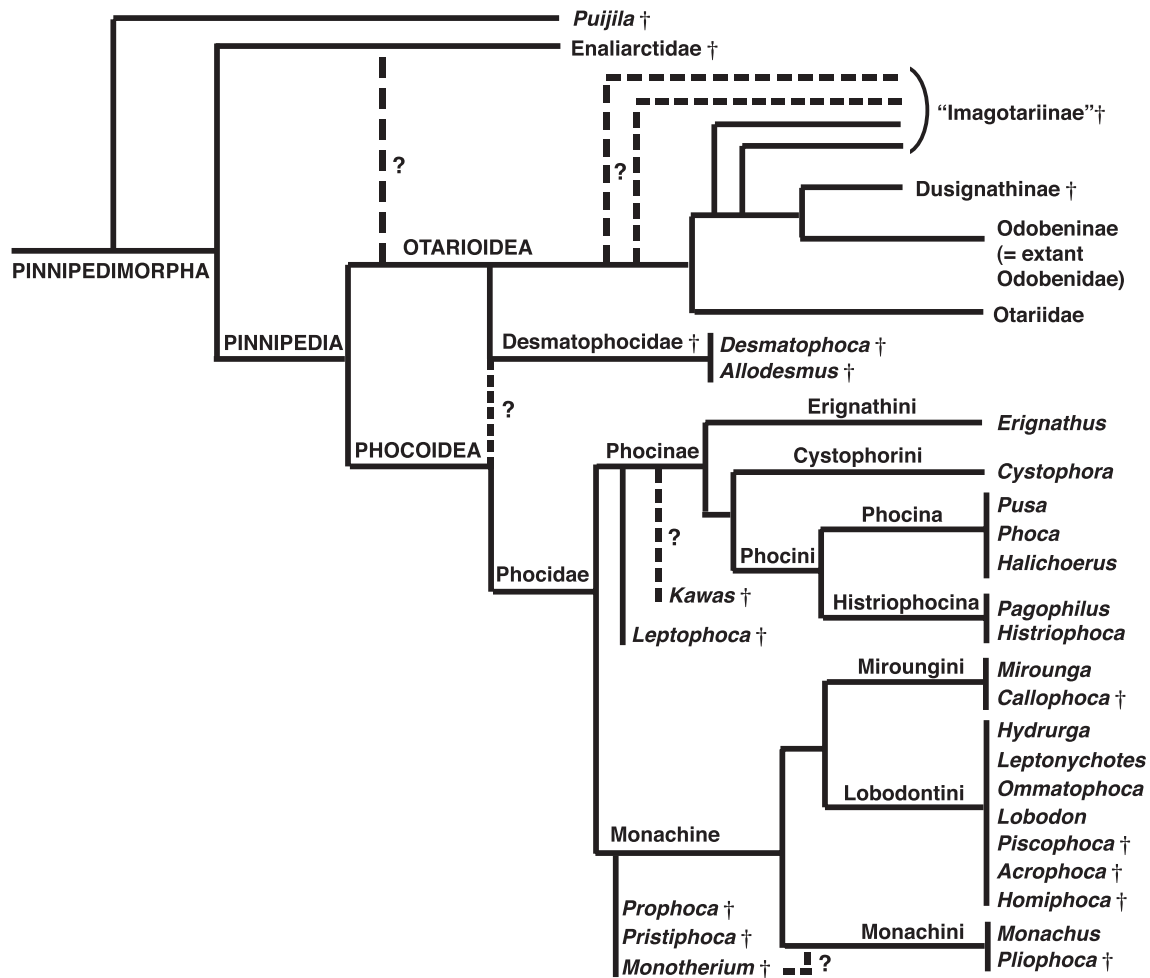 Puijila †
Enaliarctidae †
"Imagotariinae"†
?
?
Dusignathinae †
Odobeninae
(= extant
Odobenidae)
OTARIOIDEA
PINNIPEDIMORPHA
Otariidae
PINNIPEDIA
Desmatophocidae †
Desmatophoca †
Allodesmus †
?
Erignathini
Erignathus
PHOCOIDEA
Phocinae
Cystophorini
Cystophora
Pusa
Phocina
Phoca
?
Phocini
Halichoerus
Phocidae
Kawas †
Histriophocina
Pagophilus
Histriophoca
Leptophoca †
Miroungini
Mirounga
Callophoca †
Hydrurga
Leptonychotes
Ommatophoca
Lobodontini
Lobodon
Monachine
Piscophoca †
Acrophoca †
Homiphoca †
Prophoca †
Pristiphoca †
Monotherium †
?
Monachini
Monachus
Pliophoca †